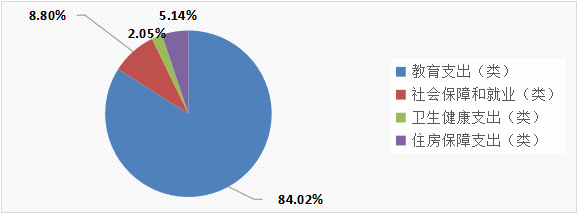 8.80%
5.14%
2.05%
84.02%
教育支出（类）
社会保障和就业（类）
卫生健康支出（类）
住房保障支出（类）